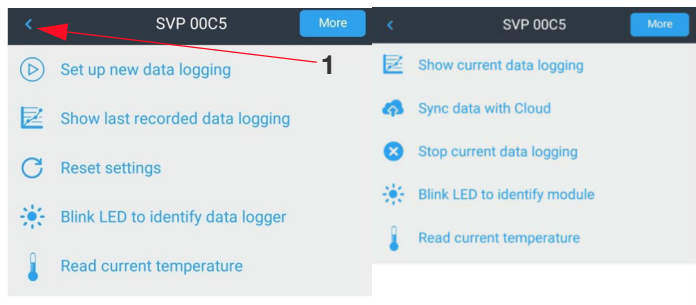 SVP 00C5 More
Set up new data logging
1
Show last recorded data logging
Reset settings
Blink LED to identify data logger
Read current temperature
SVP 00C5 More
Show current data logging
Sync data with Cloud
Stop current data logging
Blink LED to identify module
Read current temperature